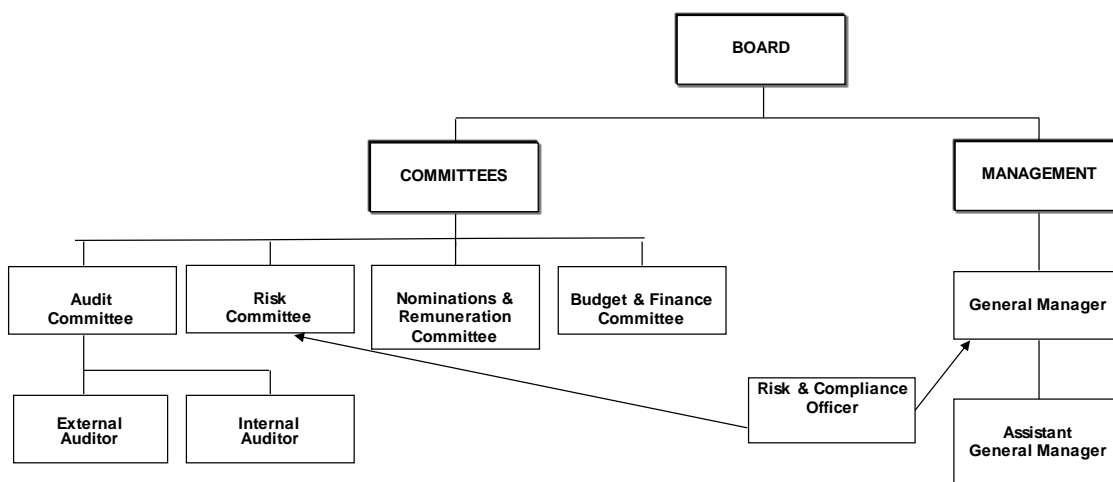 BOARD
COMMITTEES
MANAGEMENT
Audit
Committee
Risk
Committee
Nominations &
Remuneration
Committee
Budget & Finance
Committee
General Manager
Risk & Compliance
Officer
External
Auditor
Internal
Auditor
Assistant
General Manager